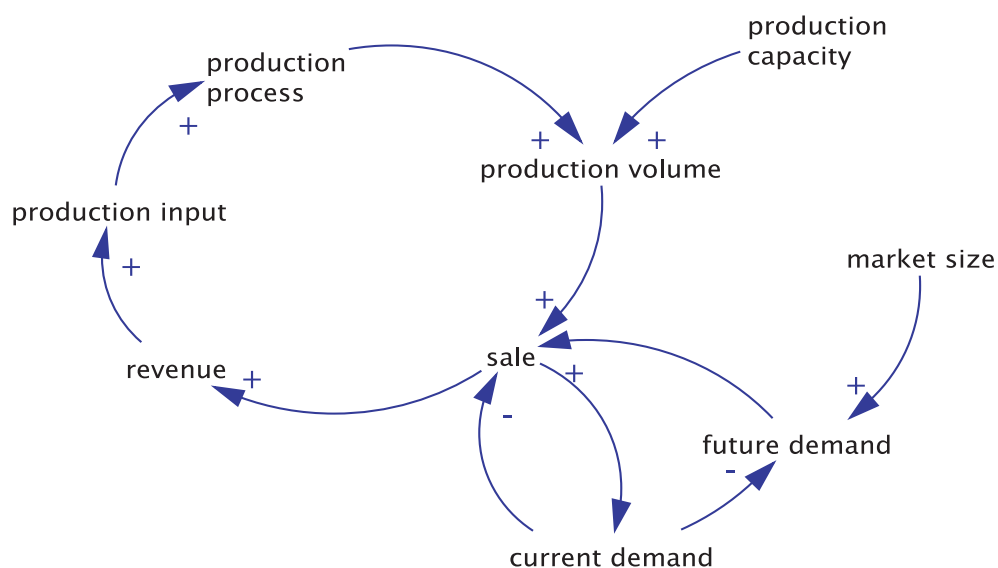 production
capacity
production
process
+
+
+
production volume
production input
market size
+
+
sale
revenue
+
+
+
-
future demand
-
current demand